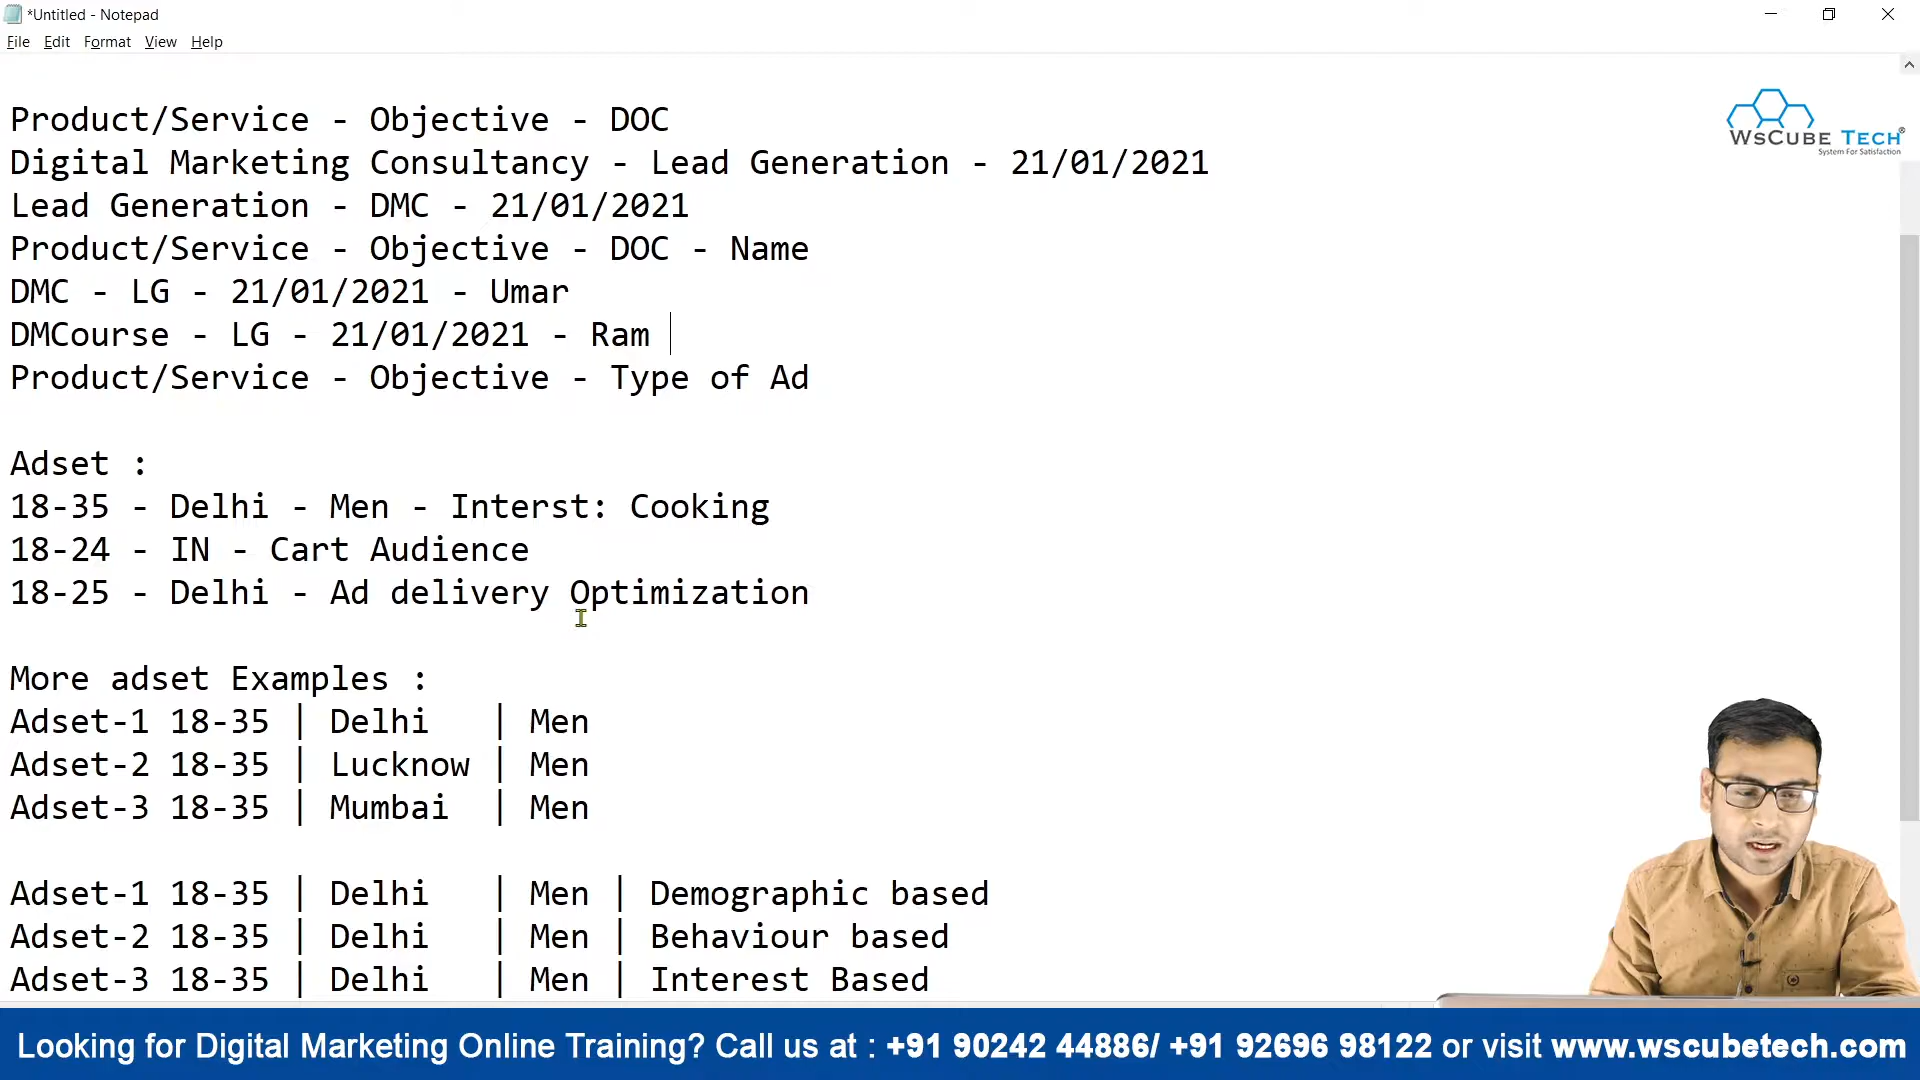 *Untitled - Notepad
File Edit Format View Help
WsCube Tech®
System For Satisfaction
Product/Service - Objective - DOC
Digital Marketing Consultancy - Lead Generation - 21/01/2021
Lead Generation - DMC - 21/01/2021
Product/Service - Objective - DOC - Name
DMC - LG - 21/01/2021 - Umar
DMCourse - LG - 21/01/2021 - Ram
Product/Service - Objective - Type of Ad
Adset :
18-35 - Delhi - Men - Interst: Cooking
18-24 - IN - Cart Audience
18-25 - Delhi - Ad delivery Optimization
More adset Examples :
Adset-1 18-35 | Delhi | Men
Adset-2 18-35 | Lucknow | Men
Adset-3 18-35 | Mumbai | Men
Adset-1 18-35 | Delhi | Men | Demographic based
Adset-2 18-35 | Delhi | Men | Behaviour based
Adset-3 18-35 | Delhi | Men | Interest Based
Looking for Digital Marketing Online Training? Call us at : +91 90242 44886/ +91 92696 98122 or visit www.wscubetech.com